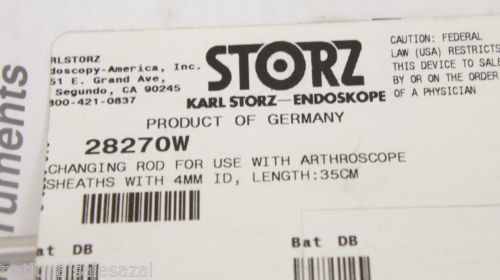 RLSTORZ
doscopy-America, Inc.
51 E. Grand Ave,
Segundo, CA 90245
800-421-0837
STORZ
KARL STORZ—ENDOSKOPE
CAUTION: FEDERAL
LAW (USA) RESTRICTS
THIS DEVICE TO SALE
BY OR ON THE ORDER
OF A PHYSICIAN
PRODUCT OF GERMANY
28270W
CHANGING ROD FOR USE WITH ARTHROSCOPE
SHEATHS WITH 4MM ID, LENGTH:35CM
at DB
Bat DB
ruments